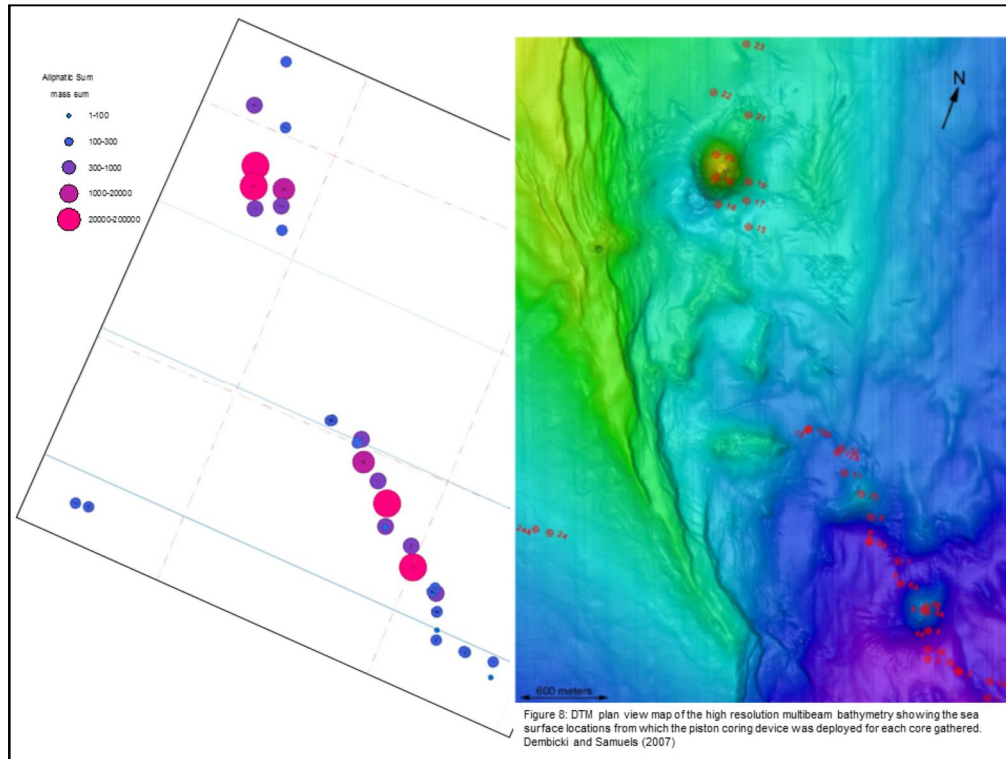 Aliphatic Sum
mass sum
1-100
100-300
300-1000
1000-20000
20000-200000
N
23
22
21
17
16
15
24
600 meters
Figure 8: DTM plan view map of the high resolution multibeam bathymetry showing the sea
surface locations from which the piston coring device was deployed for each core gathered.
Dembicki and Samuels (2007)